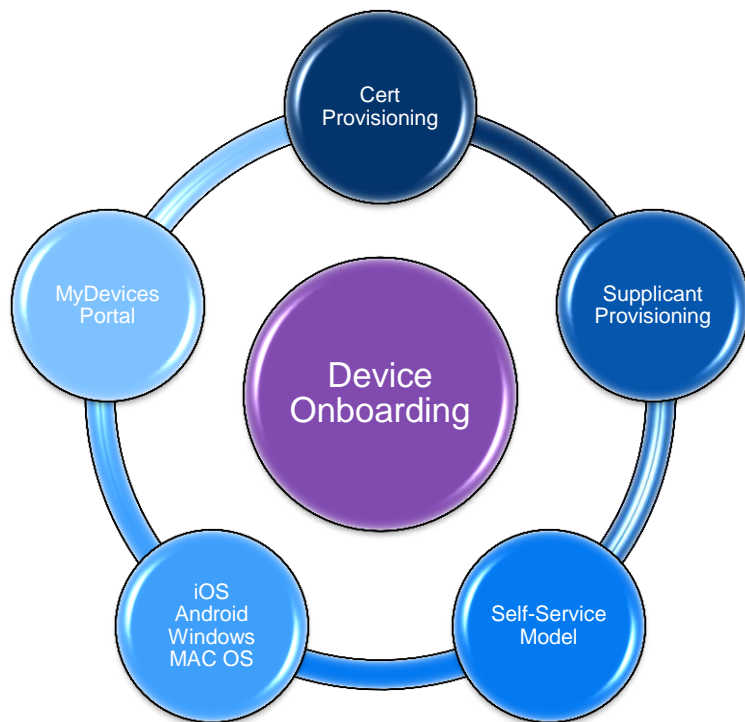 Cert
Provisioning
Supplicant
Provisioning
Self-Service
Model
iOS
Android
Windows
MAC OS
MyDevices
Portal
Device
Onboarding